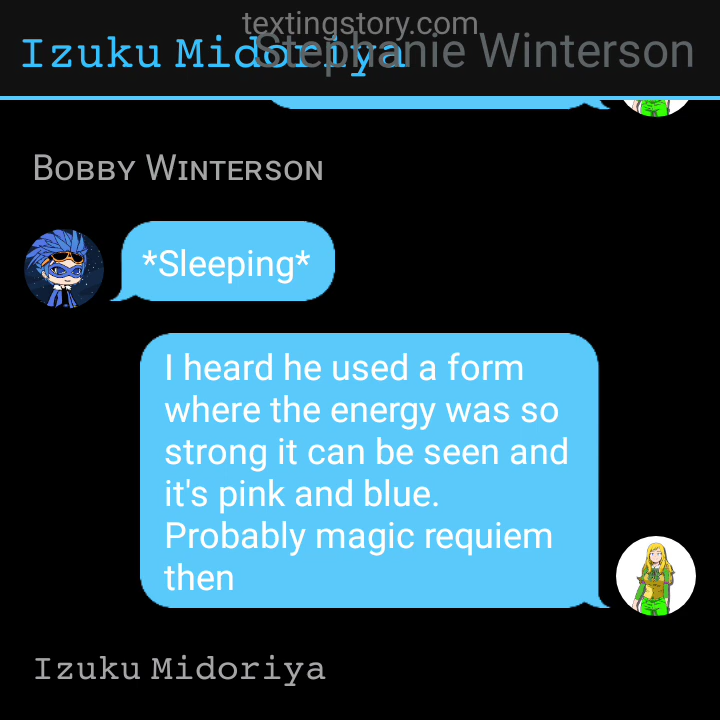 textingstory.com
Izuku Midoriya
Stephanie Winterson
Bobby Winterson
*Sleeping*
I heard he used a form
where the energy was so
strong it can be seen and
it's pink and blue.
Probably magic requiem
then
Izuku Midoriya